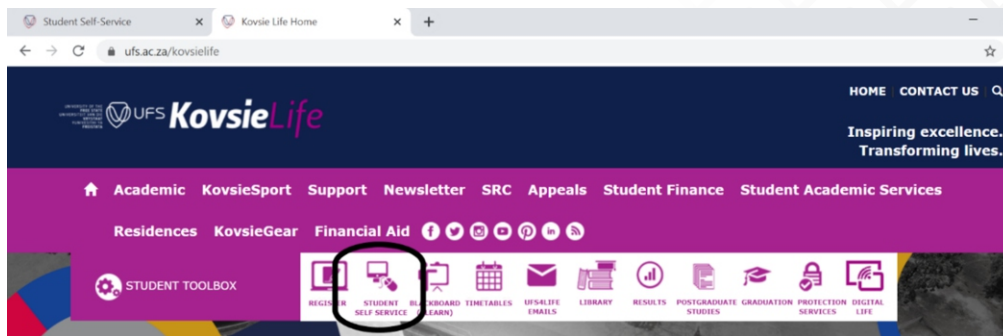 Student Self-Service
Kovsie Life Home
ufs.ac.za/kovsielife
HOME CONTACT US
UFS KovsieLife
Inspiring excellence.
Transforming lives.
Academic KovsieSport Support Newsletter SRC Appeals Student Finance Student Academic Services
Residences KovsieGear Financial Aid
STUDENT TOOLBOX
REGISTER
STUDENT
SELF SERVICE
BLACKBOARD
TIMETABLES
UFS4LIFE
EMAILS
LIBRARY
RESULTS
POSTGRADUATE
STUDIES
GRADUATION
PROTECTION
SERVICES
DIGITAL
LIFE